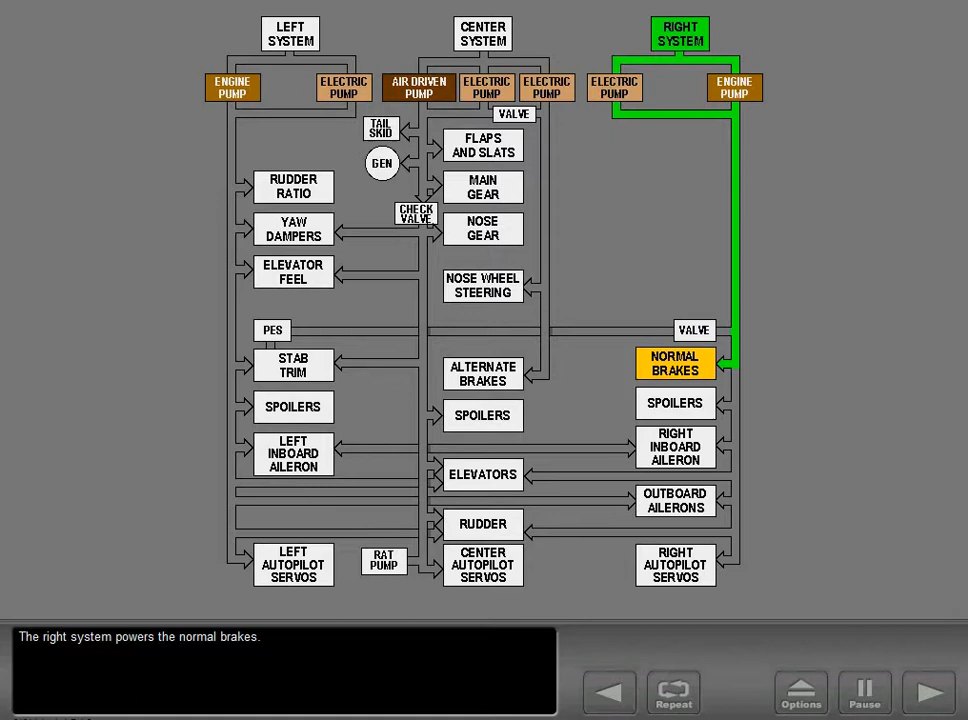 LEFT
SYSTEM
CENTER
SYSTEM
RIGHT
SYSTEM
ENGINE
PUMP
ELECTRIC
PUMP
AIR DRIVEN
PUMP
ELECTRIC
PUMP
ELECTRIC
PUMP
ELECTRIC
PUMP
ENGINE
PUMP
VALVE
TAIL
SKID
GEN
FLAPS
AND SLATS
RUDDER
RATIO
MAIN
GEAR
CHECK
VALVE
YAW
DAMPERS
NOSE
GEAR
ELEVATOR
FEEL
NOSE WHEEL
STEERING
PES
VALVE
STAB
TRIM
ALTERNATE
BRAKES
NORMAL
BRAKES
SPOILERS
SPOILERS
SPOILERS
LEFT
INBOARD
AILERON
ELEVATORS
RIGHT
INBOARD
AILERON
OUTBOARD
AILERONS
RUDDER
LEFT
AUTOPILOT
SERVOS
RAT
PUMP
CENTER
AUTOPILOT
SERVOS
RIGHT
AUTOPILOT
SERVOS
The right system powers the normal brakes.
Repeat
Options
Pause